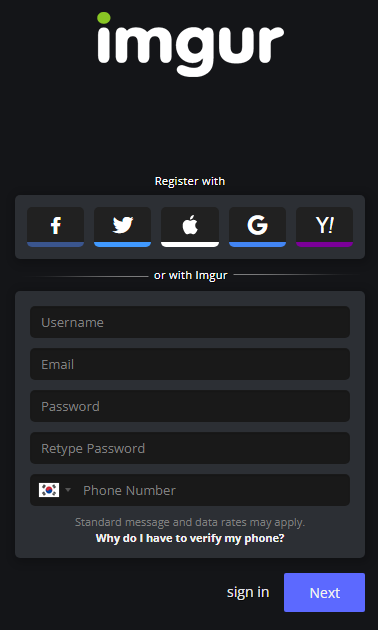 imgur
Register with
f G Y!
or with Imgur
Username
Email
Password
Retype Password
Phone Number
Standard message and data rates may apply.
Why do I have to verify my phone?
sign in Next